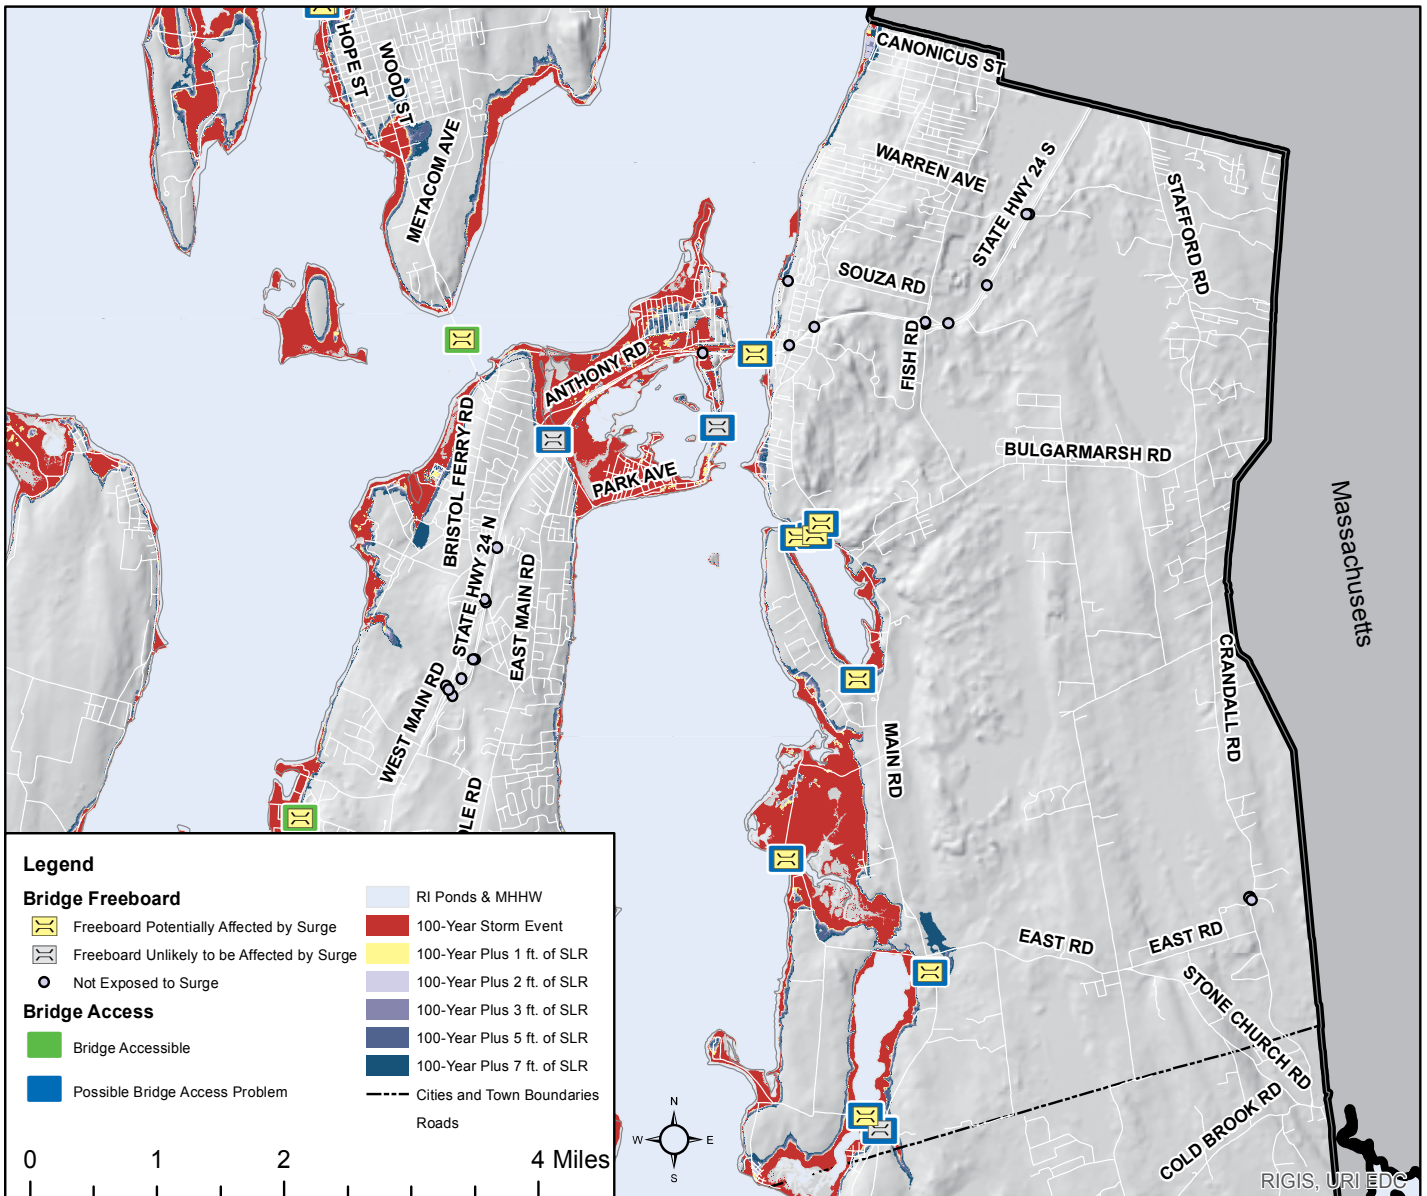 CANONICUS ST
HOPE ST
WOOD ST
METACOM AVE
WARREN AVE
STATE HWY 24 S
STAFFORD RD
SOUZA RD
FISH RD
ANTHONY RD
BRISTOL FERRY RD
PARK AVE
BULGARMARSH RD
Massachusetts
STATE HWY 24 N
EAST MAIN RD
WEST MAIN RD
CRANDALL RD
MAIN RD
OLE RD
EAST RD
EAST RD
STONE CHURCH RD
COLD BROOK RD
Legend
Bridge Freeboard
Freeboard Potentially Affected by Surge
Freeboard Unlikely to be Affected by Surge
Not Exposed to Surge
Bridge Access
Bridge Accessible
Possible Bridge Access Problem
RI Ponds & MHHW
100-Year Storm Event
100-Year Plus 1 ft. of SLR
100-Year Plus 2 ft. of SLR
100-Year Plus 3 ft. of SLR
100-Year Plus 5 ft. of SLR
100-Year Plus 7 ft. of SLR
Cities and Town Boundaries
Roads
0 1 2 4 Miles
N
W E
S
RIGIS, URI EDC